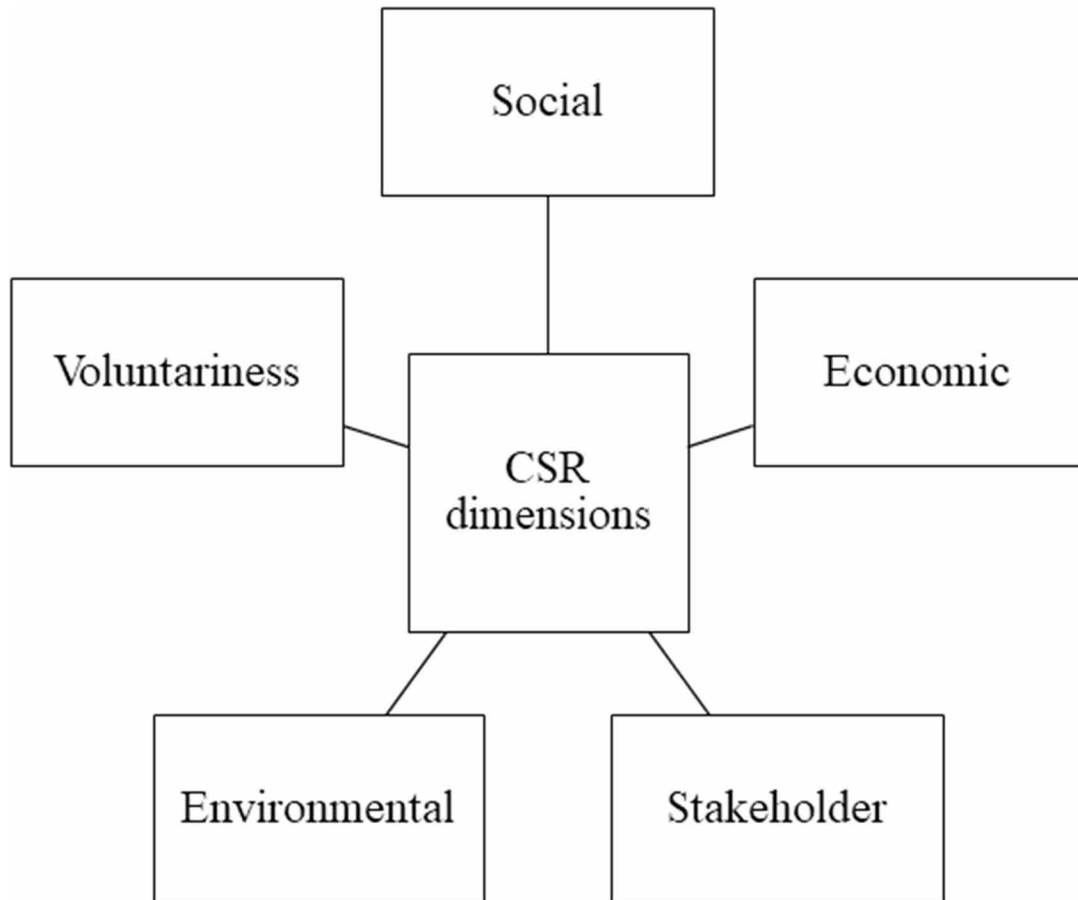 Social
Voluntariness
Economic
CSR
dimensions
Environmental
Stakeholder